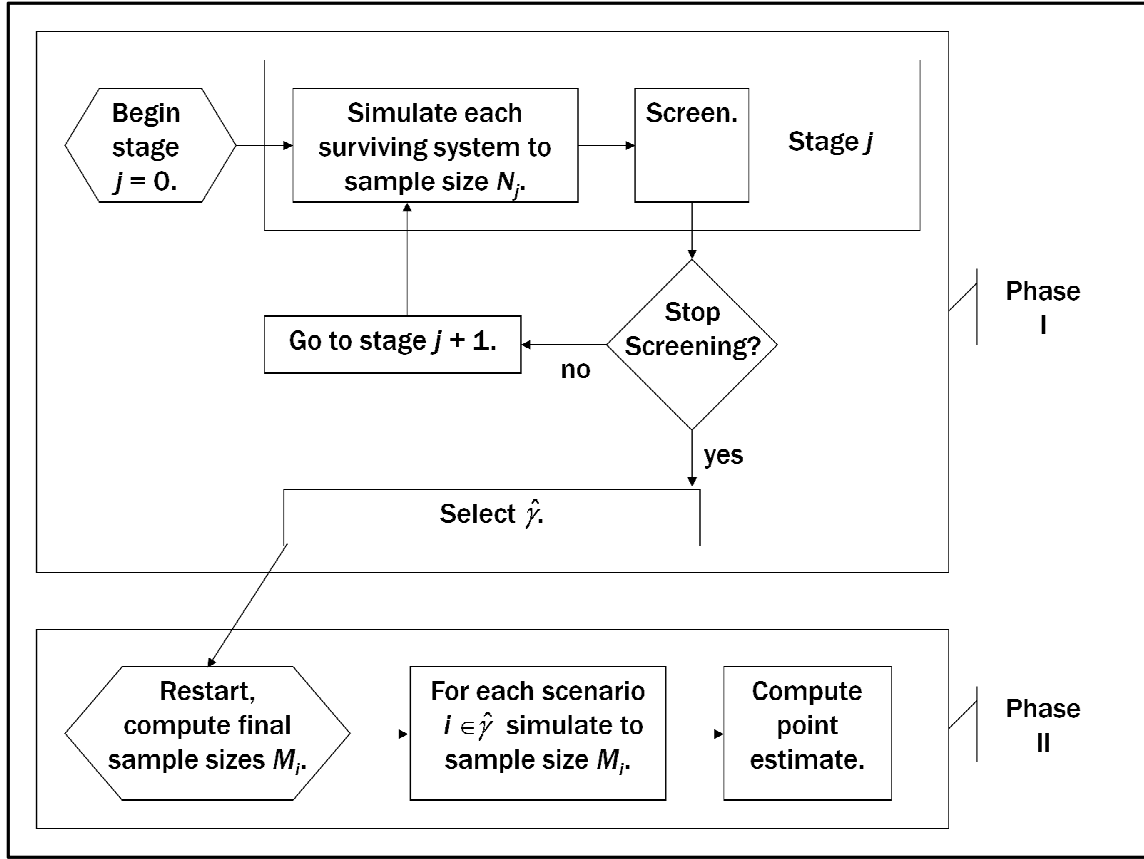 Begin
stage
j = 0.
Simulate each
surviving system to
sample size Nj.
Screen.
Stage j
Stop
Screening?
Go to stage j + 1.
no
yes
Select γ̂.
Phase
I
Restart,
compute final
sample sizes Mi.
For each scenario
i ∈ γ̂ simulate to
sample size Mi.
Compute
point
estimate.
Phase
II